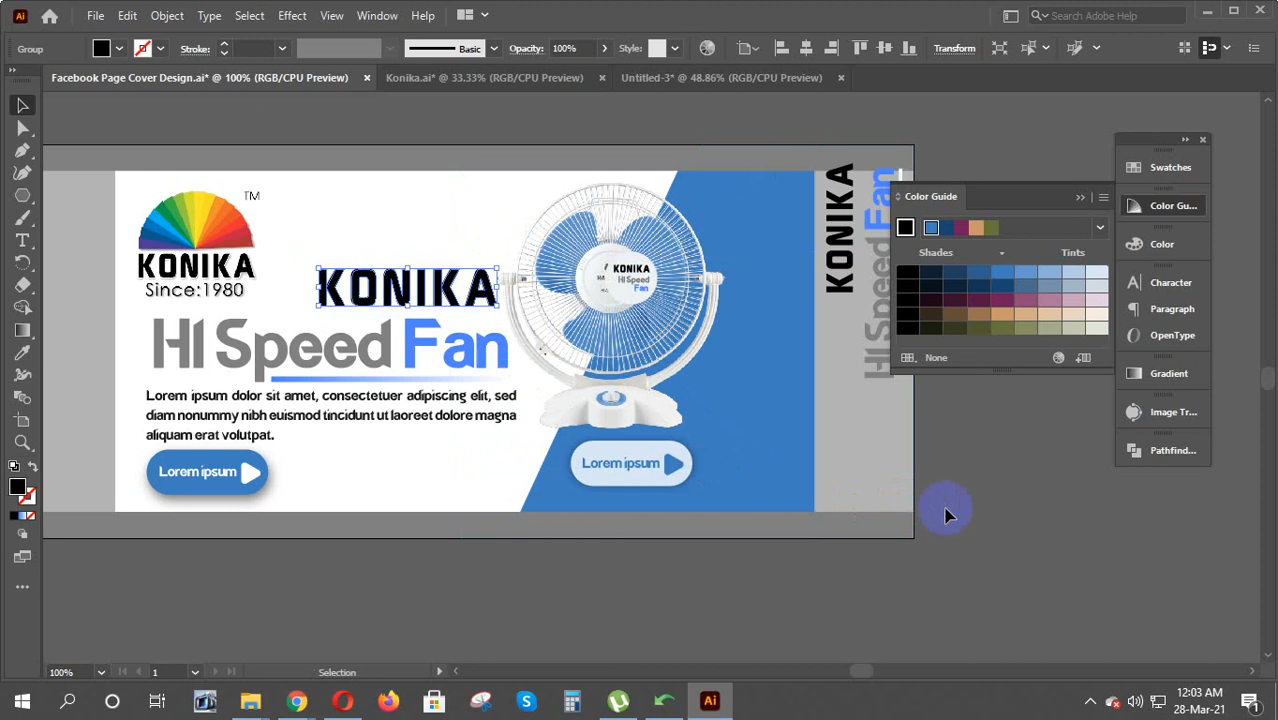 Ai
File Edit Object Type Select Effect View Window Help
Search Adobe Help
Group
Stroke:
Basic
Opacity: 100%
Style:
Transform
Facebook Page Cover Design.ai* @ 100% (RGB/CPU Preview)
Konika.ai* @ 33.33% (RGB/CPU Preview)
Untitled-3* @ 48.86% (RGB/CPU Preview)
TM
KONIKA
Since:1980
KONIKA
HI Speed Fan
Lorem ipsum dolor sit amet, consectetuer adipiscing elit, sed
diam nonummy nibh euismod tincidunt ut laoreet dolore magna
aliquam erat volutpat.
Lorem ipsum
KONIKA
HI Speed
Fan
Lorem ipsum
KONIKA
HI Speed
Fan
Color Guide
Shades
Tints
None
Swatches
Color Gu...
Color
Character
Paragraph
OpenType
Gradient
Image Tr...
Pathfind...
100%
1
Selection
Ai
12:03 AM
28-Mar-21
1